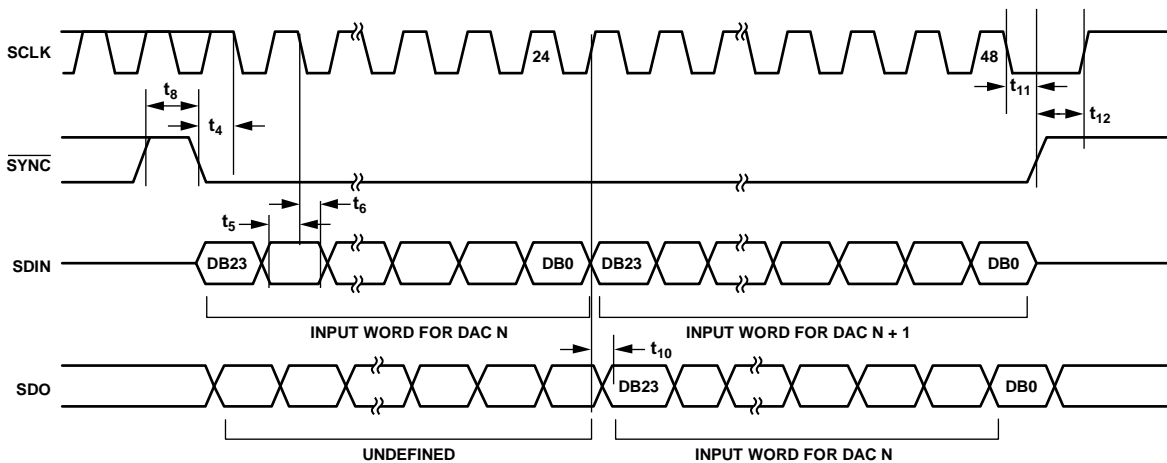 SCLK
24
48
t8
t4
t11
t12
SYNC
t5
t6
SDIN
DB23
DB0
DB23
DB0
INPUT WORD FOR DAC N
INPUT WORD FOR DAC N + 1
t10
SDO
DB23
DB0
UNDEFINED
INPUT WORD FOR DAC N